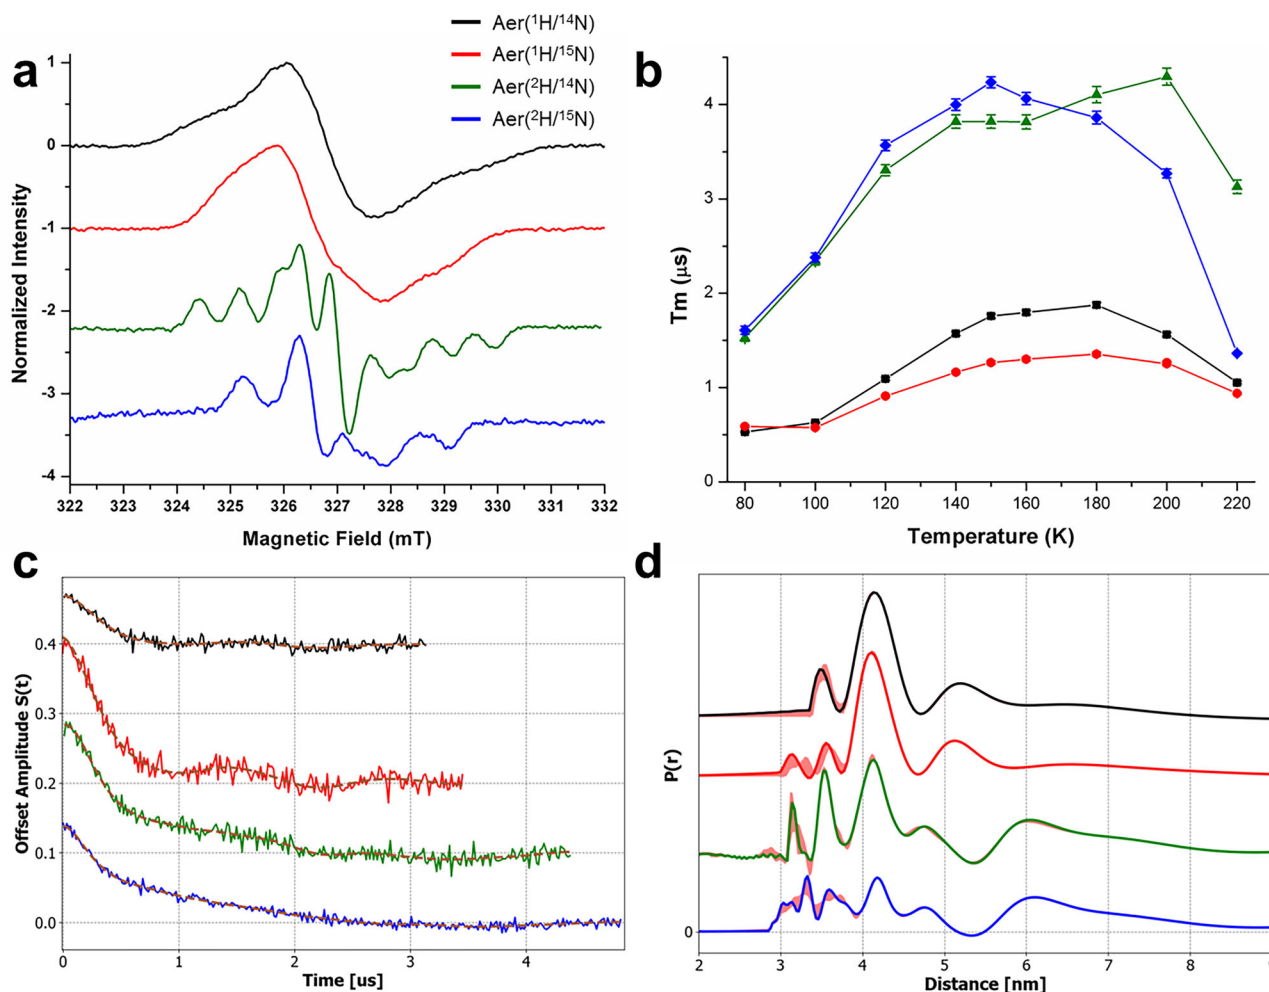 a
Aer(¹H/¹⁴N)
Aer(¹H/¹⁵N)
Aer(²H/¹⁴N)
Aer(²H/¹⁵N)
Normalized Intensity
1
0
-1
-2
-3
-4
322 323 324 325 326 327 328 329 330 331 332
Magnetic Field (mT)
b
Tm (µs)
4
3
2
1
0
80 100 120 140 160 180 200 220
Temperature (K)
c
Offset Amplitude S(t)
0.4
0.3
0.2
0.1
0.0
0 1 2 3 4
Time [us]
d
P(r)
0
2 3 4 5 6 7 8 9
Distance [nm]